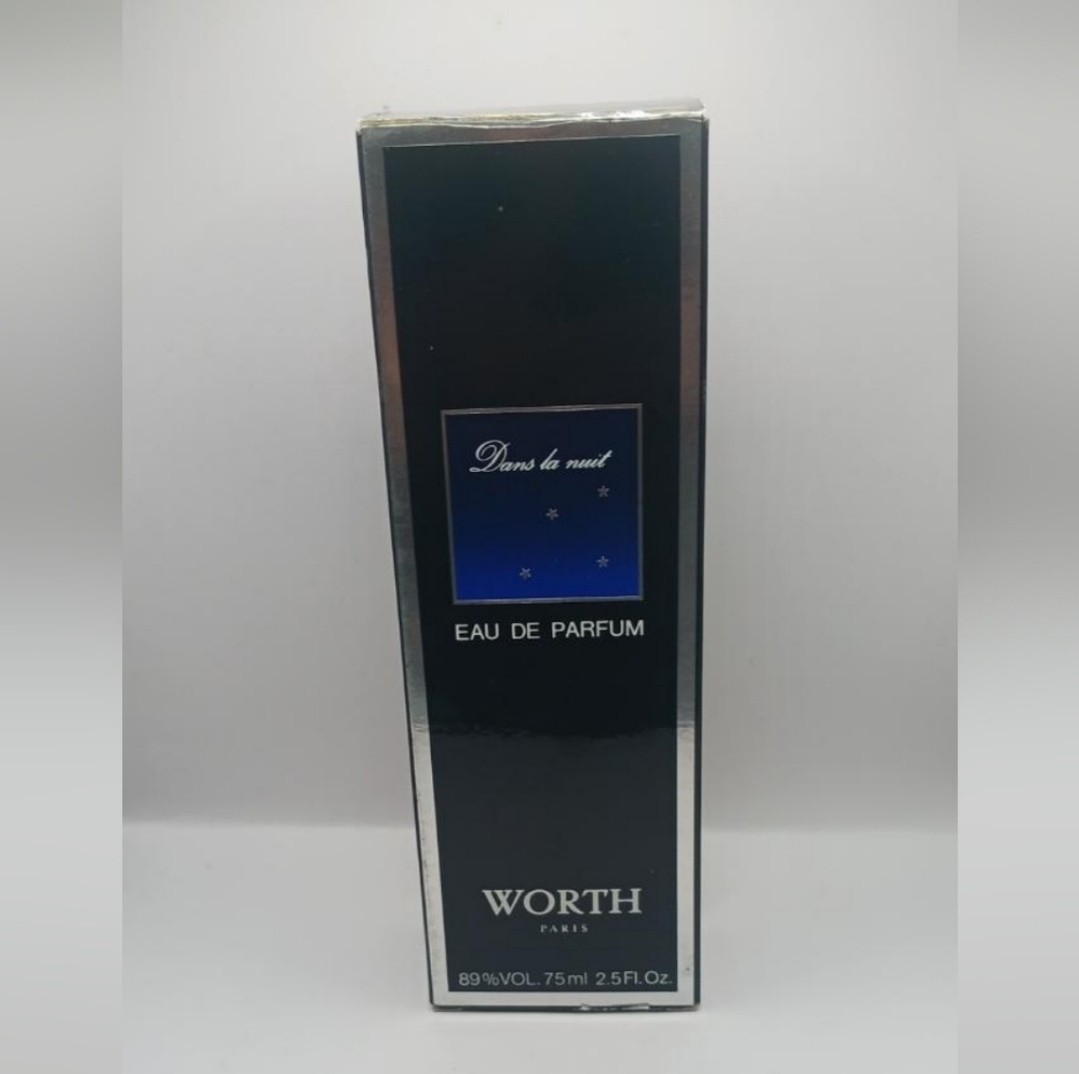 Dans la nuit
EAU DE PARFUM
WORTH
PARIS
89%VOL. 75ml 2.5Fl.Oz.